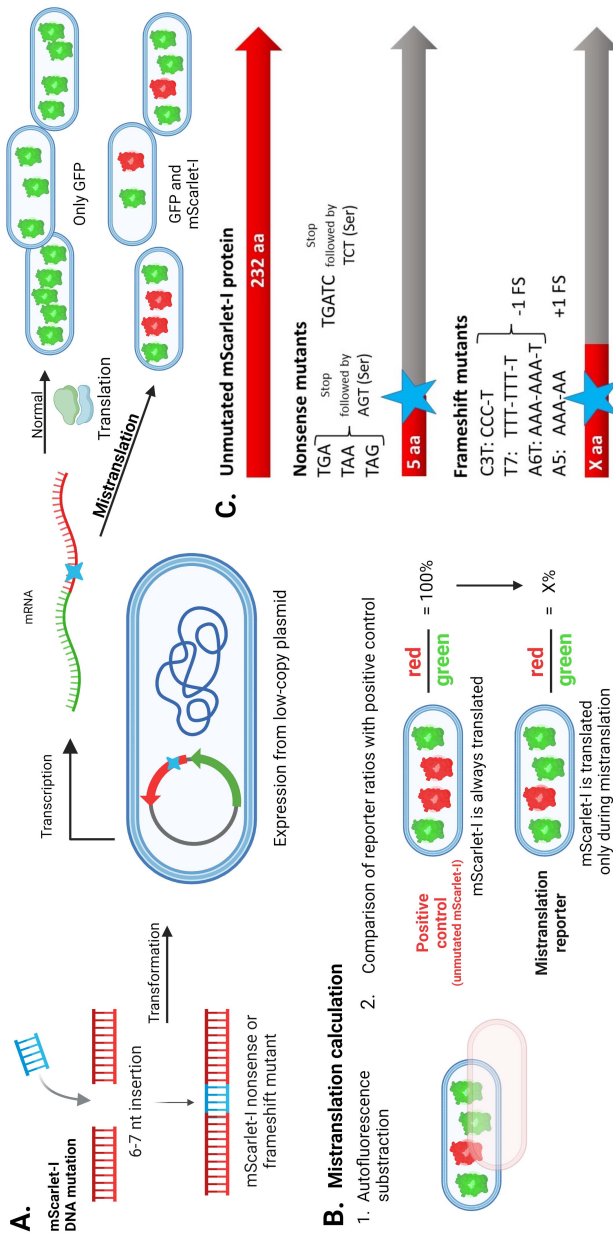 A.
mScarlet-I
DNA mutation
6-7 nt insertion
mScarlet-I nonsense or
frameshift mutant
Transformation
Transcription
Expression from low-copy plasmid
mRNA
Normal
Translation
Mistranslation
Only GFP
GFP and
mScarlet-I
B. Mistranslation calculation
1. Autofluorescence
substraction
2. Comparison of reporter ratios with positive control
Positive
control
(unmutated mScarlet-I)
red
green
= 100%
mScarlet-I is always translated
Mistranslation
reporter
red
green
= X%
mScarlet-I is translated
only during mistranslation
C.
Unmutated mScarlet-I protein
232 aa
Nonsense mutants
TGA
TAA
TAG
Stop
followed by
AGT (Ser)
TGATC
Stop
followed by
TCT (Ser)
5 aa
Frameshift mutants
C3T: CCC-T
T7: TTT-TTT-T
A6T: AAA-AAA-T
-1 FS
A5: AAA-AA
+1 FS
X aa